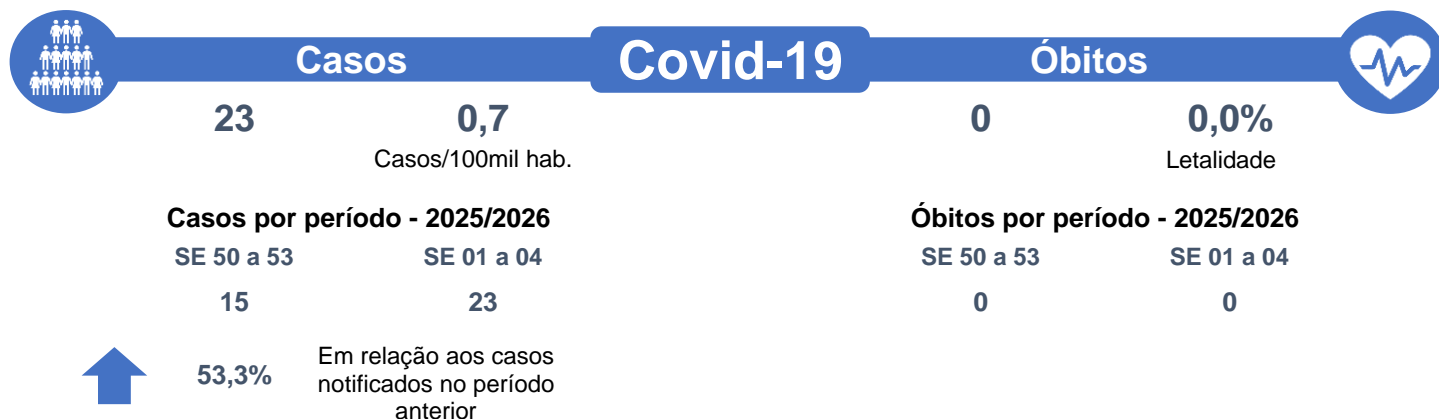 Covid-19
Casos
23
0,7
Casos/100mil hab.
Casos por período - 2025/2026
SE 50 a 53
SE 01 a 04
15
23
53,3%
Em relação aos casos
notificados no período
anterior
Óbitos
0
0,0%
Letalidade
Óbitos por período - 2025/2026
SE 50 a 53
SE 01 a 04
0
0